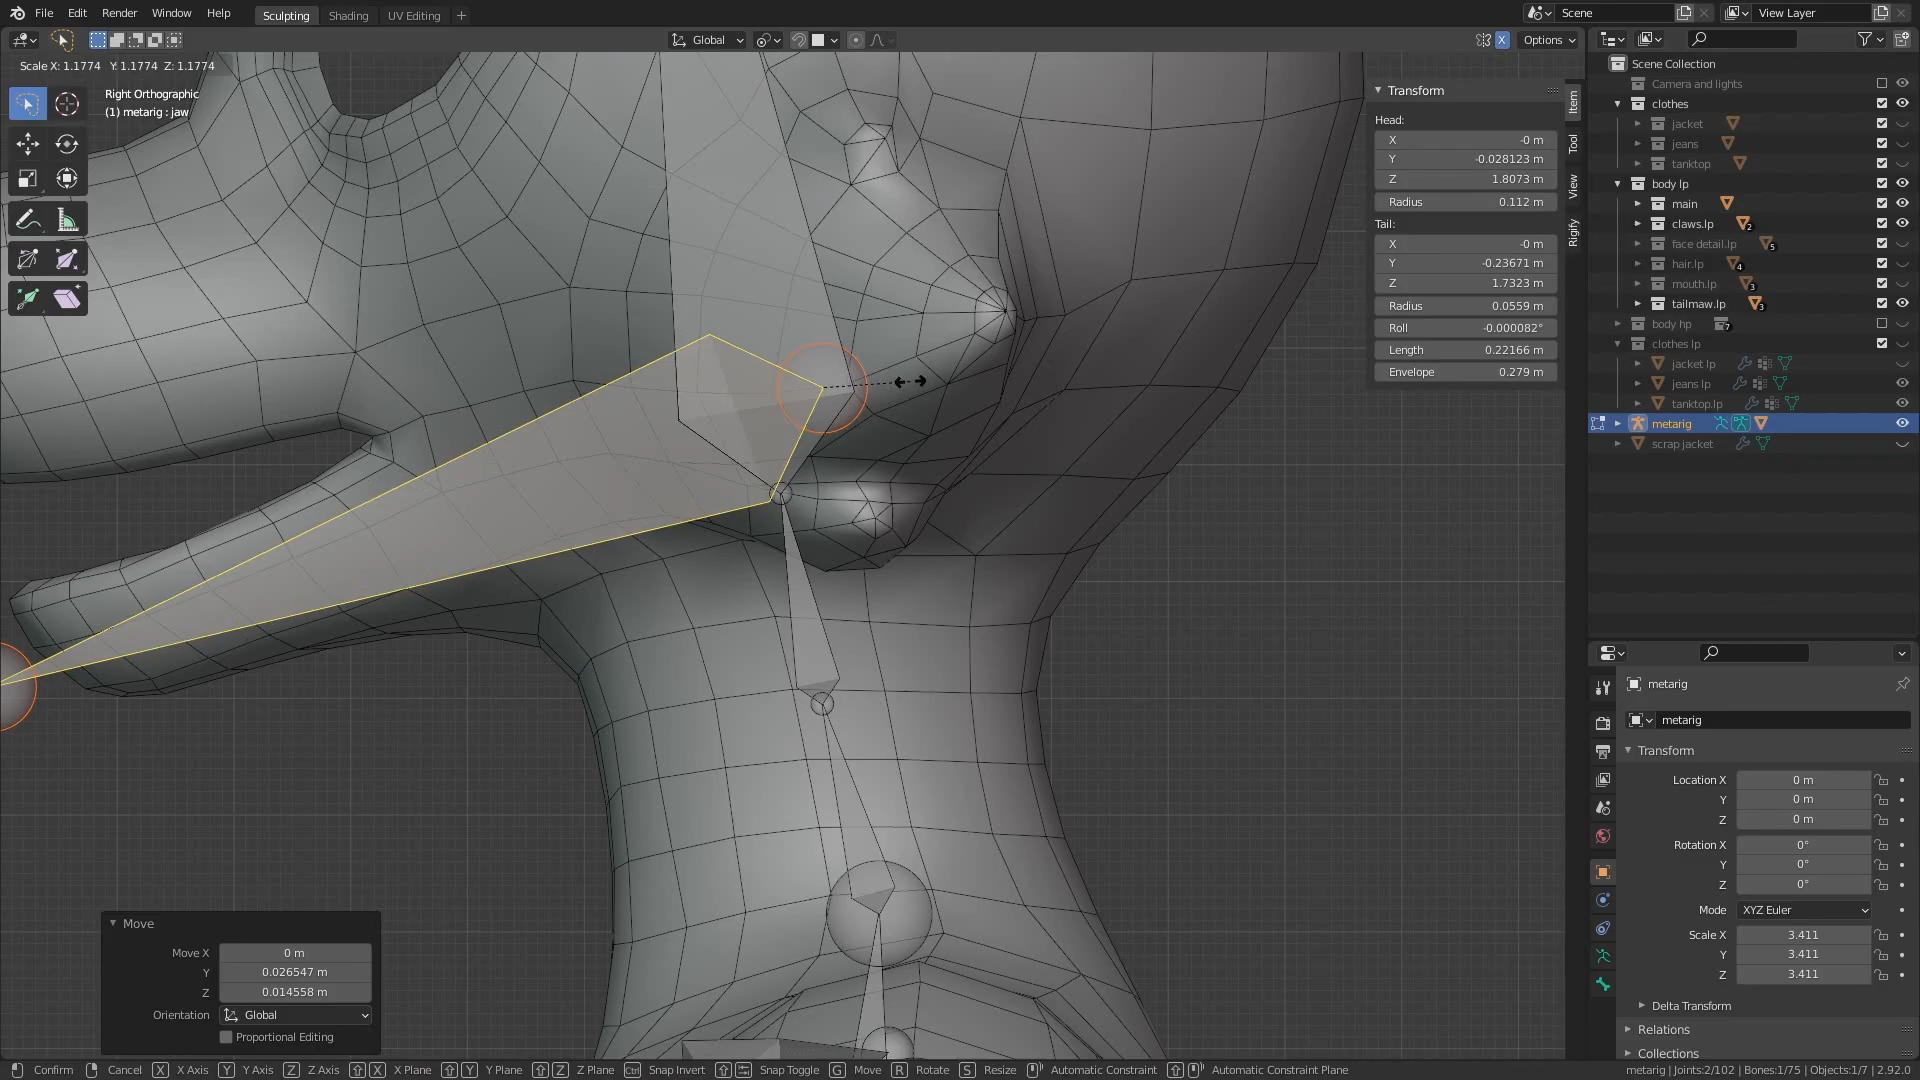 File Edit Render Window Help Sculpting Shading UV Editing + Scene View Layer
Global X Options
Scale X: 1.1774 Y: 1.1774 Z: 1.1774
Right Orthographic
(1) metarig : jaw
Transform
Head:
X -0 m
Y -0.028123 m
Z 1.8073 m
Radius 0.112 m
Tail:
X -0 m
Y -0.23671 m
Z 1.7323 m
Radius 0.0559 m
Roll -0.000082°
Length 0.22166 m
Envelope 0.279 m
Item
Tool
View
Rigify
Scene Collection
Camera and lights
clothes
jacket
jeans
tanktop
body lp
main
claws.lp 2
face detail.lp 5
hair.lp 4
mouth.lp 3
tailmaw.lp 3
body hp 7
clothes lp
jacket lp
jeans lp
tanktop.lp
metarig
scrap jacket
metarig
metarig
Transform
Location X 0 m
Y 0 m
Z 0 m
Rotation X 0°
Y 0°
Z 0°
Mode XYZ Euler
Scale X 3.411
Y 3.411
Z 3.411
Delta Transform
Relations
Collections
Move
Move X 0 m
Y 0.026547 m
Z 0.014558 m
Orientation Global
Proportional Editing
Confirm Cancel X X Axis Y Y Axis Z Z Axis X X Plane Y Y Plane Z Z Plane Ctrl Snap Invert Snap Toggle G Move R Rotate S Resize Automatic Constraint Automatic Constraint Plane metarig | Joints:2/102 | Bones:1/75 | Objects:1/7 | 2.92.0